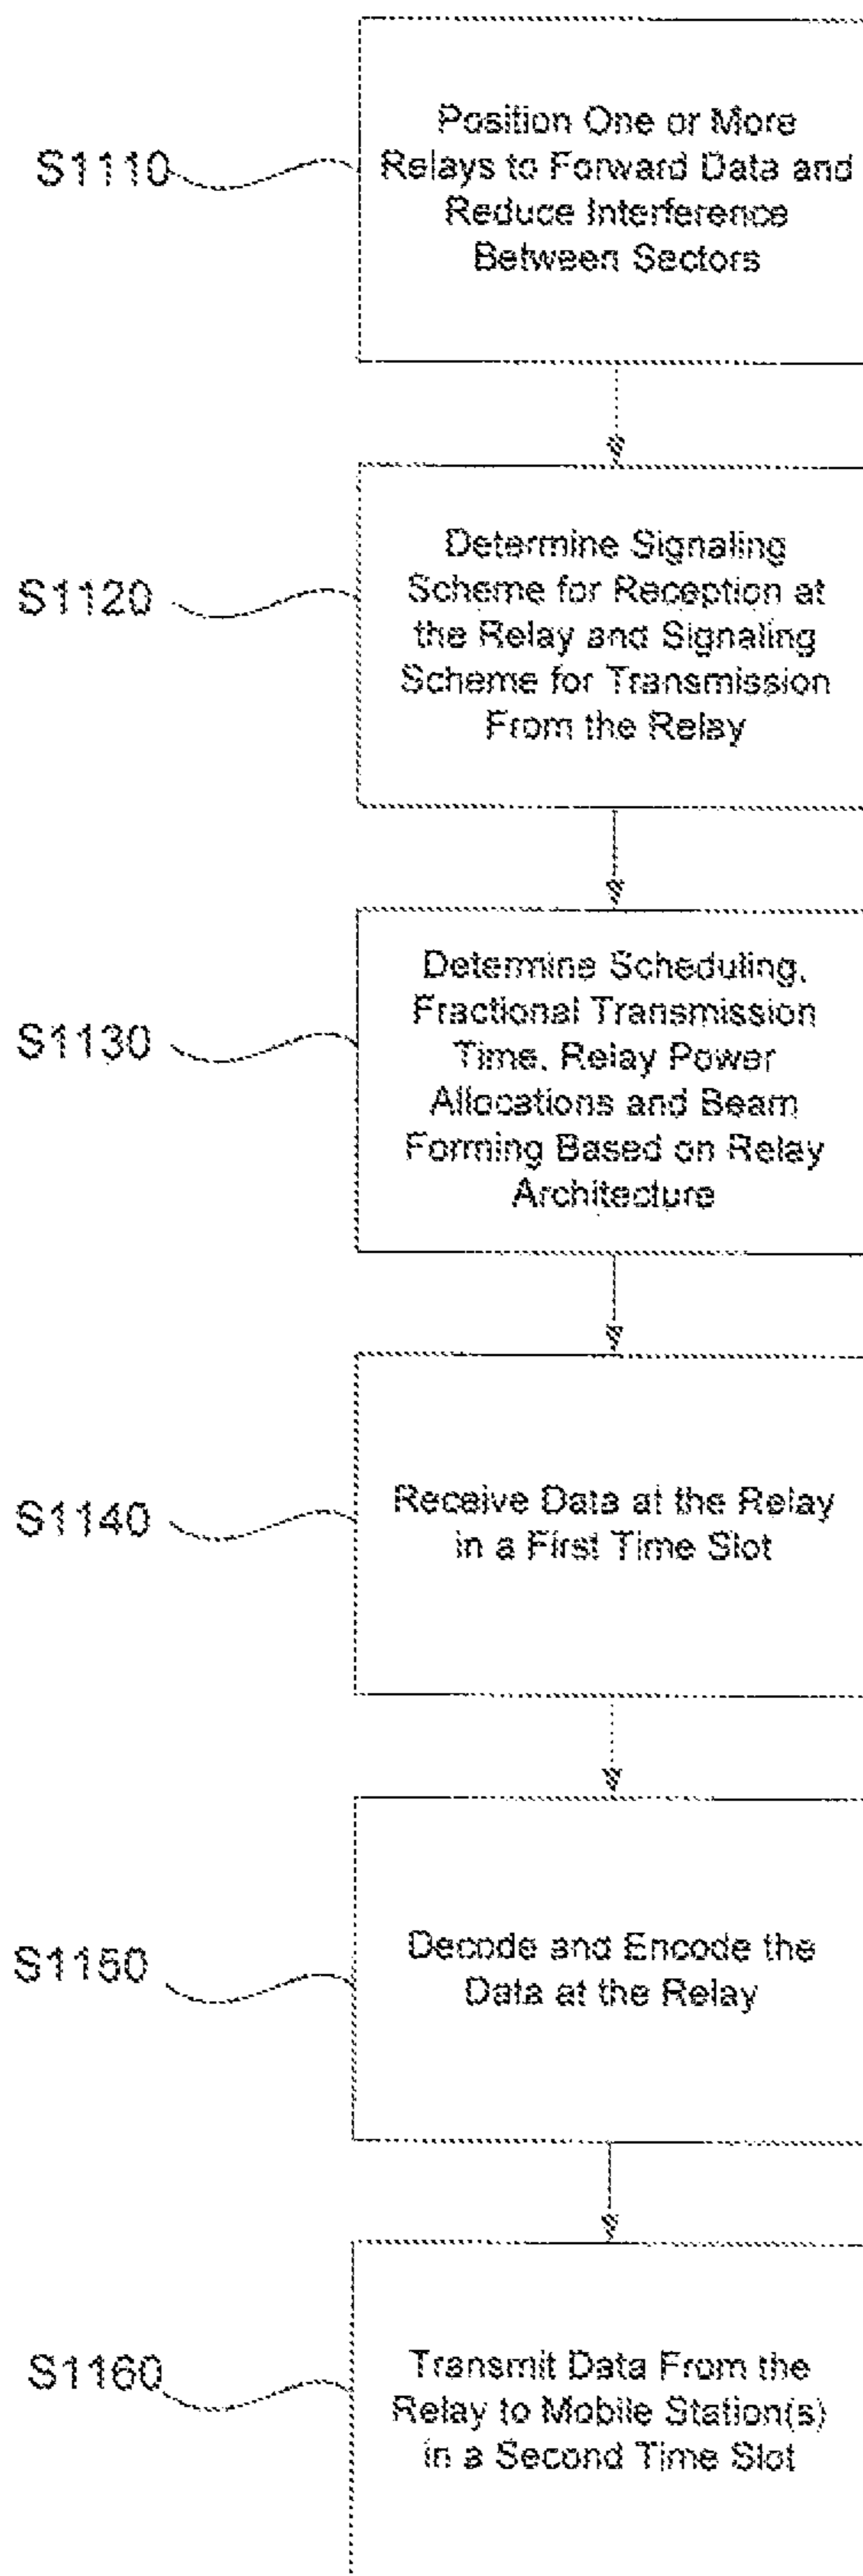 S1110
Position One or More
Relays to Forward Data and
Reduce Interference
Between Sectors
S1120
Determine Signaling
Scheme for Reception at
the Relay and Signaling
Scheme for Transmission
From the Relay
S1130
Determine Scheduling,
Fractional Transmission
Time, Relay Power
Allocations and Beam
Forming Based on Relay
Architecture
S1140
Receive Data at the Relay
in a First Time Slot
S1150
Decode and Encode the
Data at the Relay
S1160
Transmit Data From the
Relay to Mobile Station(s)
in a Second Time Slot